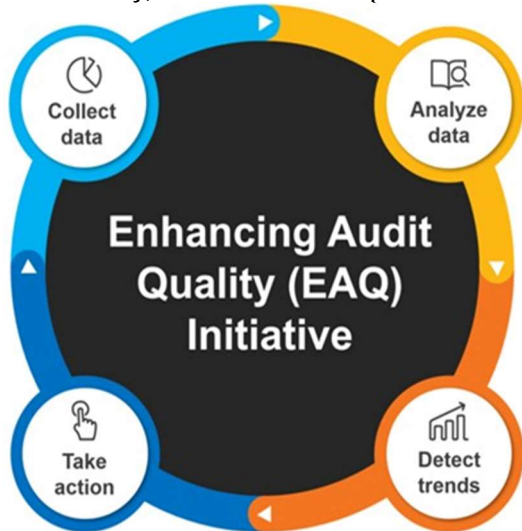 Collect
data
Analyze
data
Enhancing Audit
Quality (EAQ)
Initiative
Take
action
Detect
trends